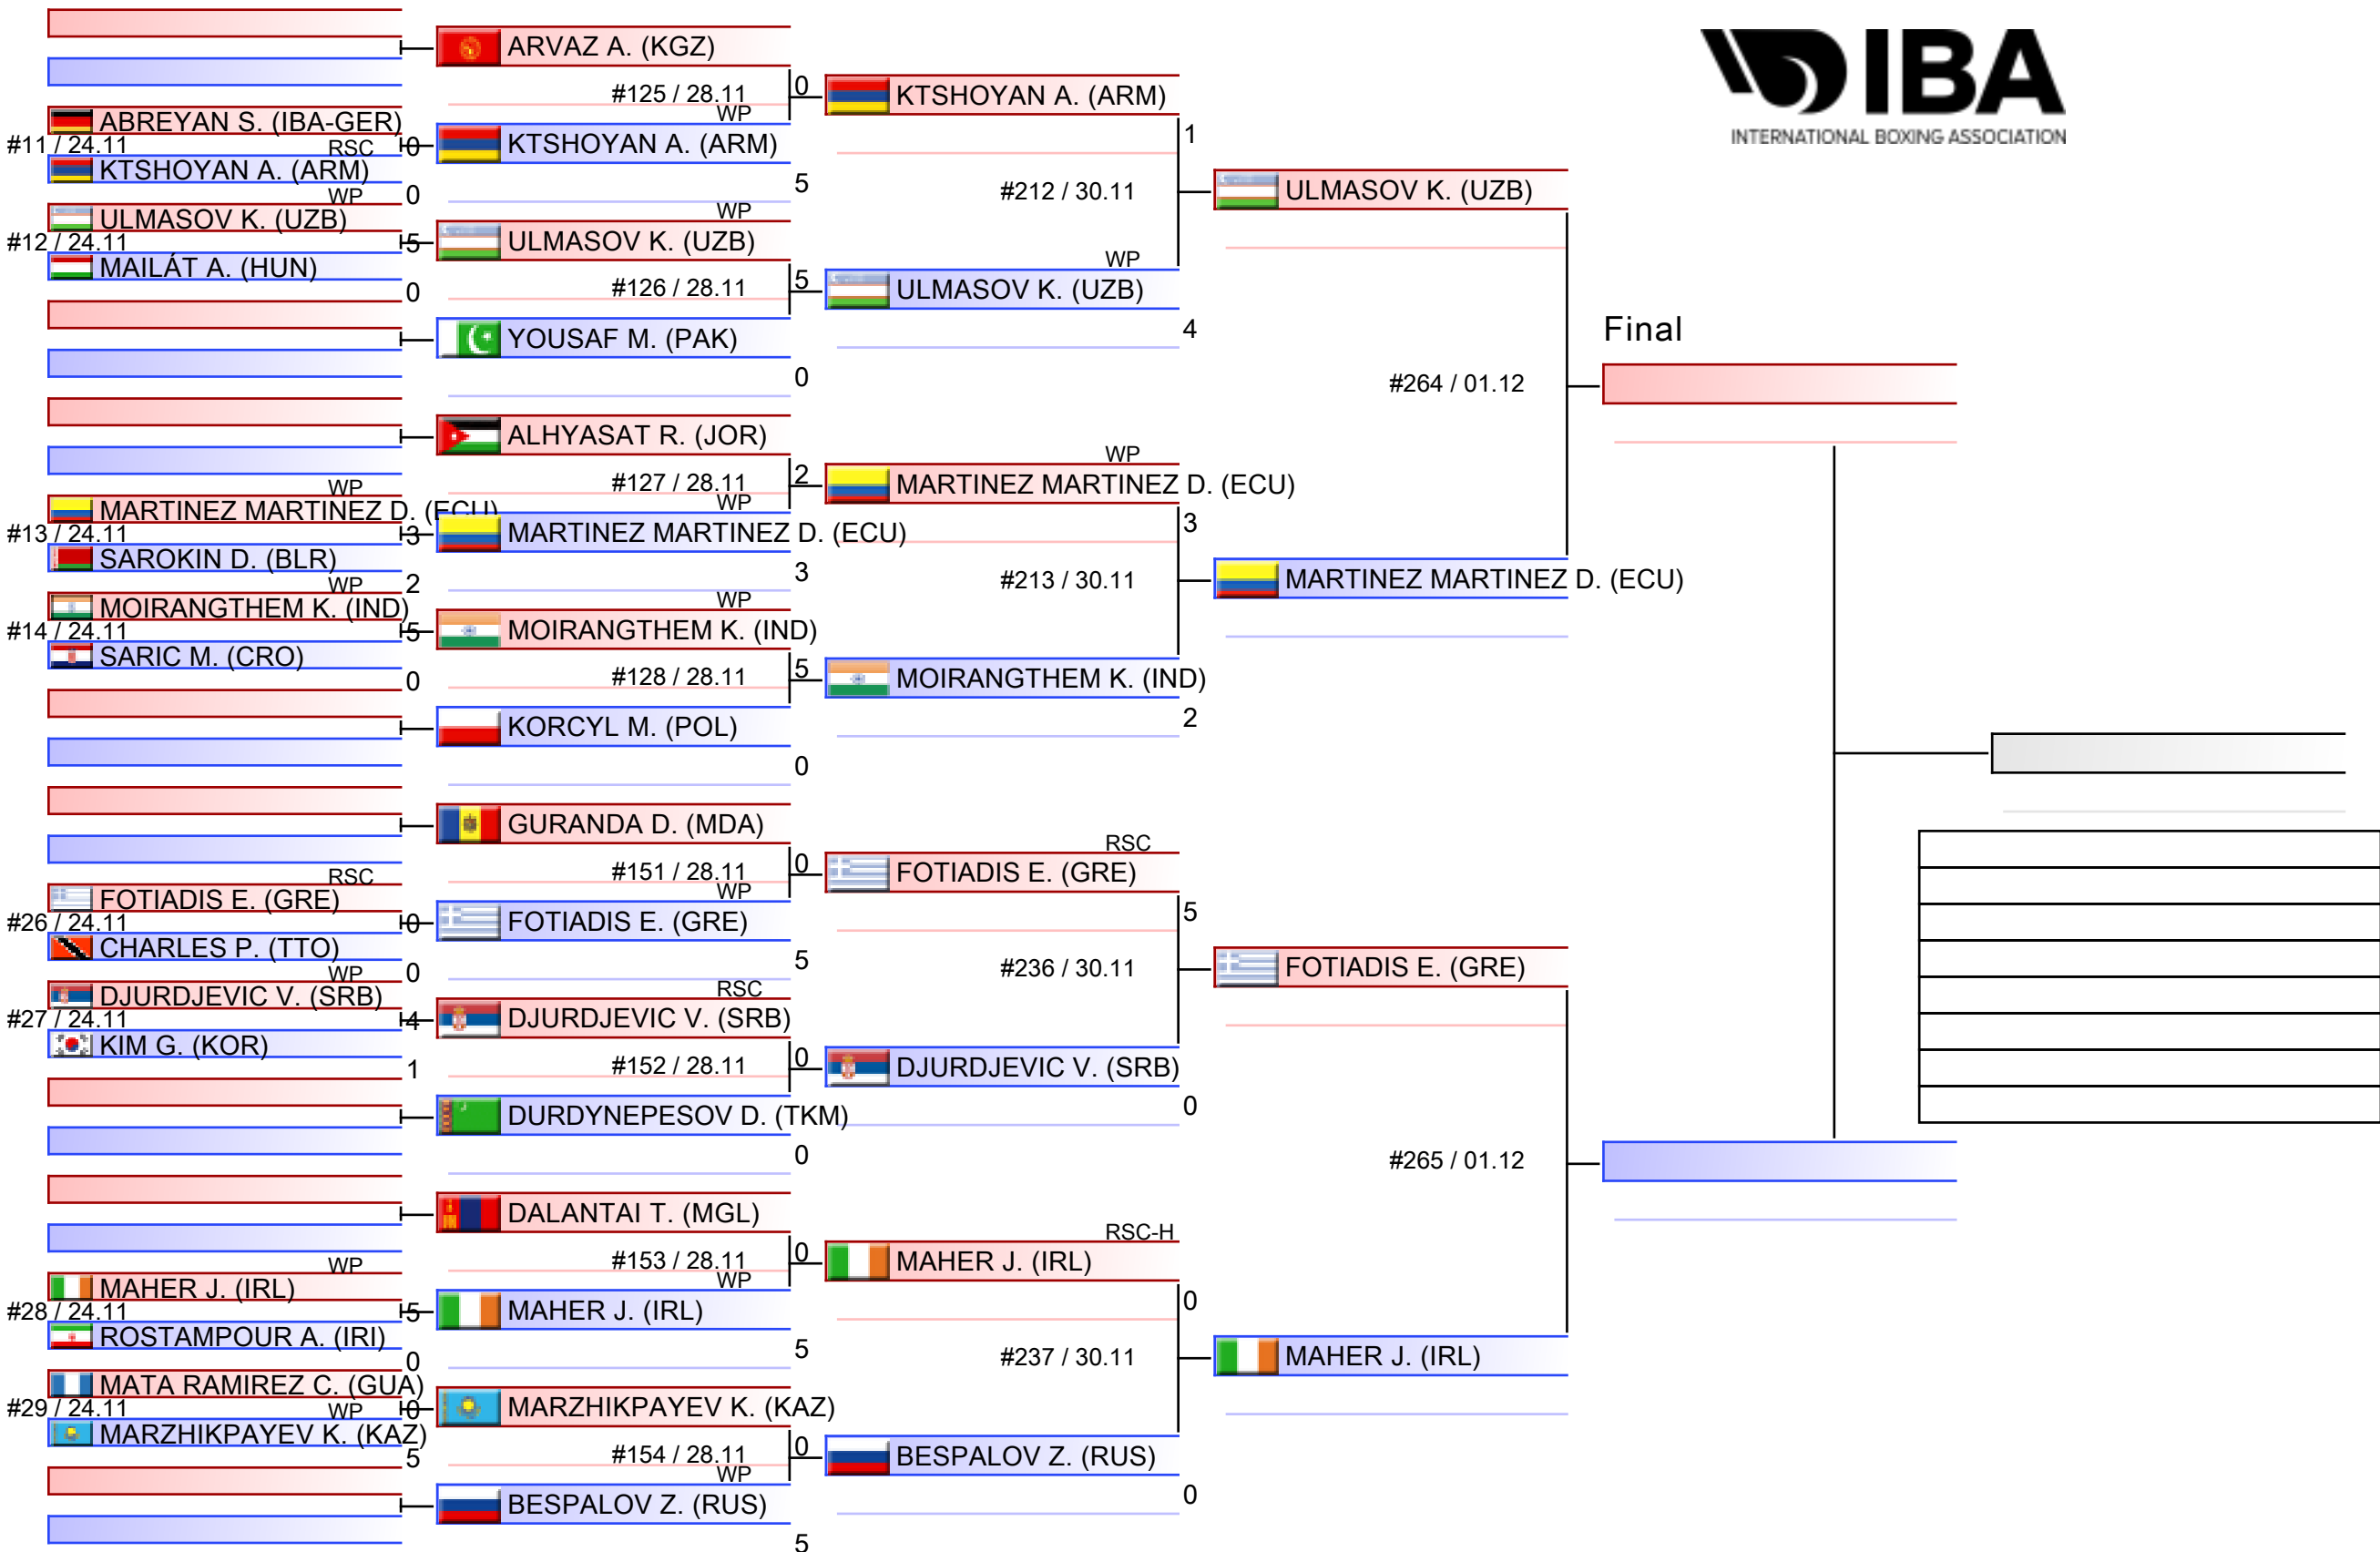 IBA
INTERNATIONAL BOXING ASSOCIATION
ABREYAN S. (IBA-GER)
#11 / 24.11
RSC
0
KTSHOYAN A. (ARM)
0
WP
ULMASOV K. (UZB)
#12 / 24.11
5
MAILÁT A. (HUN)
0
WP
MARTINEZ MARTINEZ D. (ECU)
#13 / 24.11
3
SAROKIN D. (BLR)
2
WP
MOIRANGTHEM K. (IND)
#14 / 24.11
5
SARIC M. (CRO)
0
RSC
FOTIADIS E. (GRE)
#26 / 24.11
0
CHARLES P. (TTO)
0
WP
DJURDJEVIC V. (SRB)
#27 / 24.11
4
KIM G. (KOR)
1
WP
MAHER J. (IRL)
#28 / 24.11
5
ROSTAMPOUR A. (IRI)
0
MATA RAMIREZ C. (GUA)
#29 / 24.11
WP
0
MARZHIKPAYEV K. (KAZ)
5
ARVAZ A. (KGZ)
0
#125 / 28.11
WP
KTSHOYAN A. (ARM)
5
WP
ULMASOV K. (UZB)
5
#126 / 28.11
YOUSAF M. (PAK)
0
ALHYASAT R. (JOR)
2
#127 / 28.11
WP
MARTINEZ MARTINEZ D. (ECU)
3
WP
MOIRANGTHEM K. (IND)
5
#128 / 28.11
KORCYL M. (POL)
0
GURANDA D. (MDA)
0
#151 / 28.11
WP
FOTIADIS E. (GRE)
5
RSC
DJURDJEVIC V. (SRB)
0
#152 / 28.11
DURDYNEPESOV D. (TKM)
0
DALANTAI T. (MGL)
0
#153 / 28.11
WP
MAHER J. (IRL)
5
MARZHIKPAYEV K. (KAZ)
0
#154 / 28.11
WP
BESPALOV Z. (RUS)
5
KTSHOYAN A. (ARM)
1
#212 / 30.11
WP
ULMASOV K. (UZB)
4
WP
MARTINEZ MARTINEZ D. (ECU)
3
#213 / 30.11
MOIRANGTHEM K. (IND)
2
RSC
FOTIADIS E. (GRE)
5
#236 / 30.11
DJURDJEVIC V. (SRB)
0
RSC-H
MAHER J. (IRL)
0
#237 / 30.11
BESPALOV Z. (RUS)
0
ULMASOV K. (UZB)
#264 / 01.12
MARTINEZ MARTINEZ D. (ECU)
FOTIADIS E. (GRE)
#265 / 01.12
MAHER J. (IRL)
Final